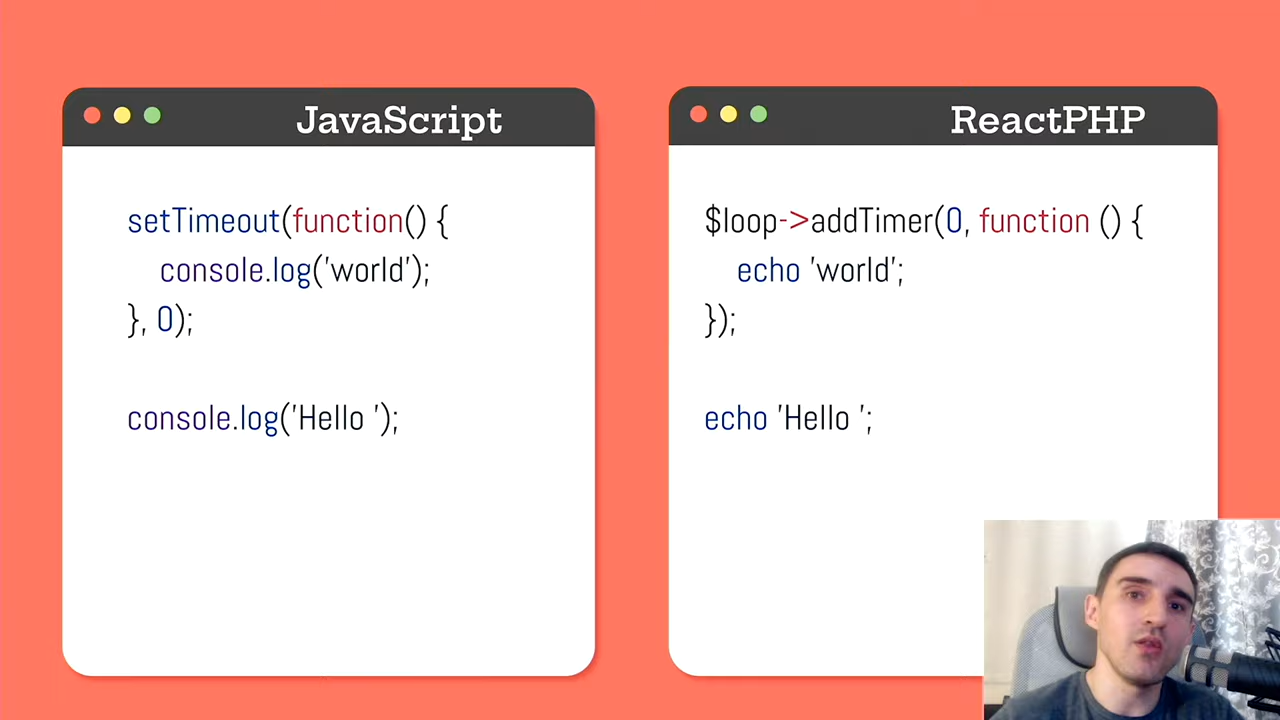 JavaScript
setTimeout(function() {
console.log('world');
}, 0);
console.log('Hello ');
ReactPHP
$loop->addTimer(0, function () {
echo 'world';
});
echo 'Hello ';